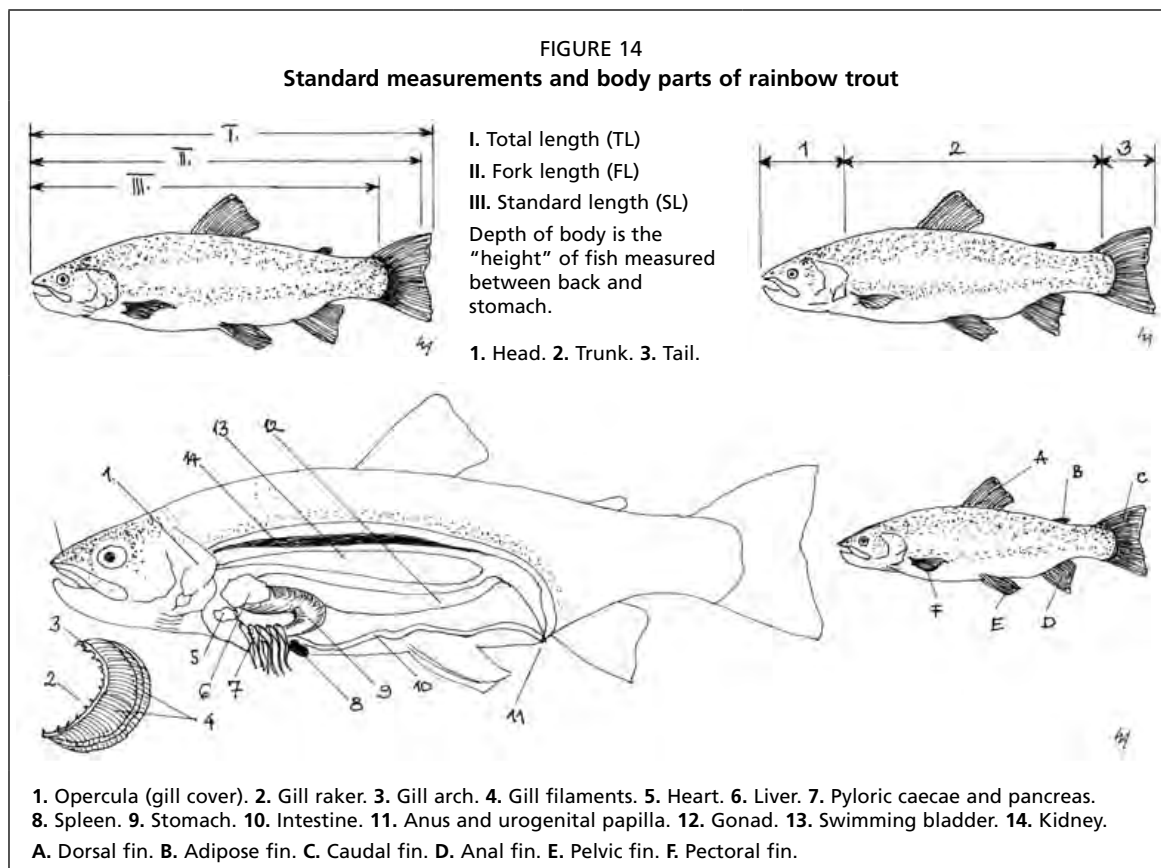 FIGURE 14
Standard measurements and body parts of rainbow trout
I.
II.
III.
I. Total length (TL)
II. Fork length (FL)
III. Standard length (SL)
Depth of body is the
"height" of fish measured
between back and
stomach.
1. Head. 2. Trunk. 3. Tail.
1 2 3
1
14
13
12
3
2
4
5
6
7
8
9
10
11
A
B
C
F
E
D
1. Opercula (gill cover). 2. Gill raker. 3. Gill arch. 4. Gill filaments. 5. Heart. 6. Liver. 7. Pyloric caecae and pancreas.
8. Spleen. 9. Stomach. 10. Intestine. 11. Anus and urogenital papilla. 12. Gonad. 13. Swimming bladder. 14. Kidney.
A. Dorsal fin. B. Adipose fin. C. Caudal fin. D. Anal fin. E. Pelvic fin. F. Pectoral fin.